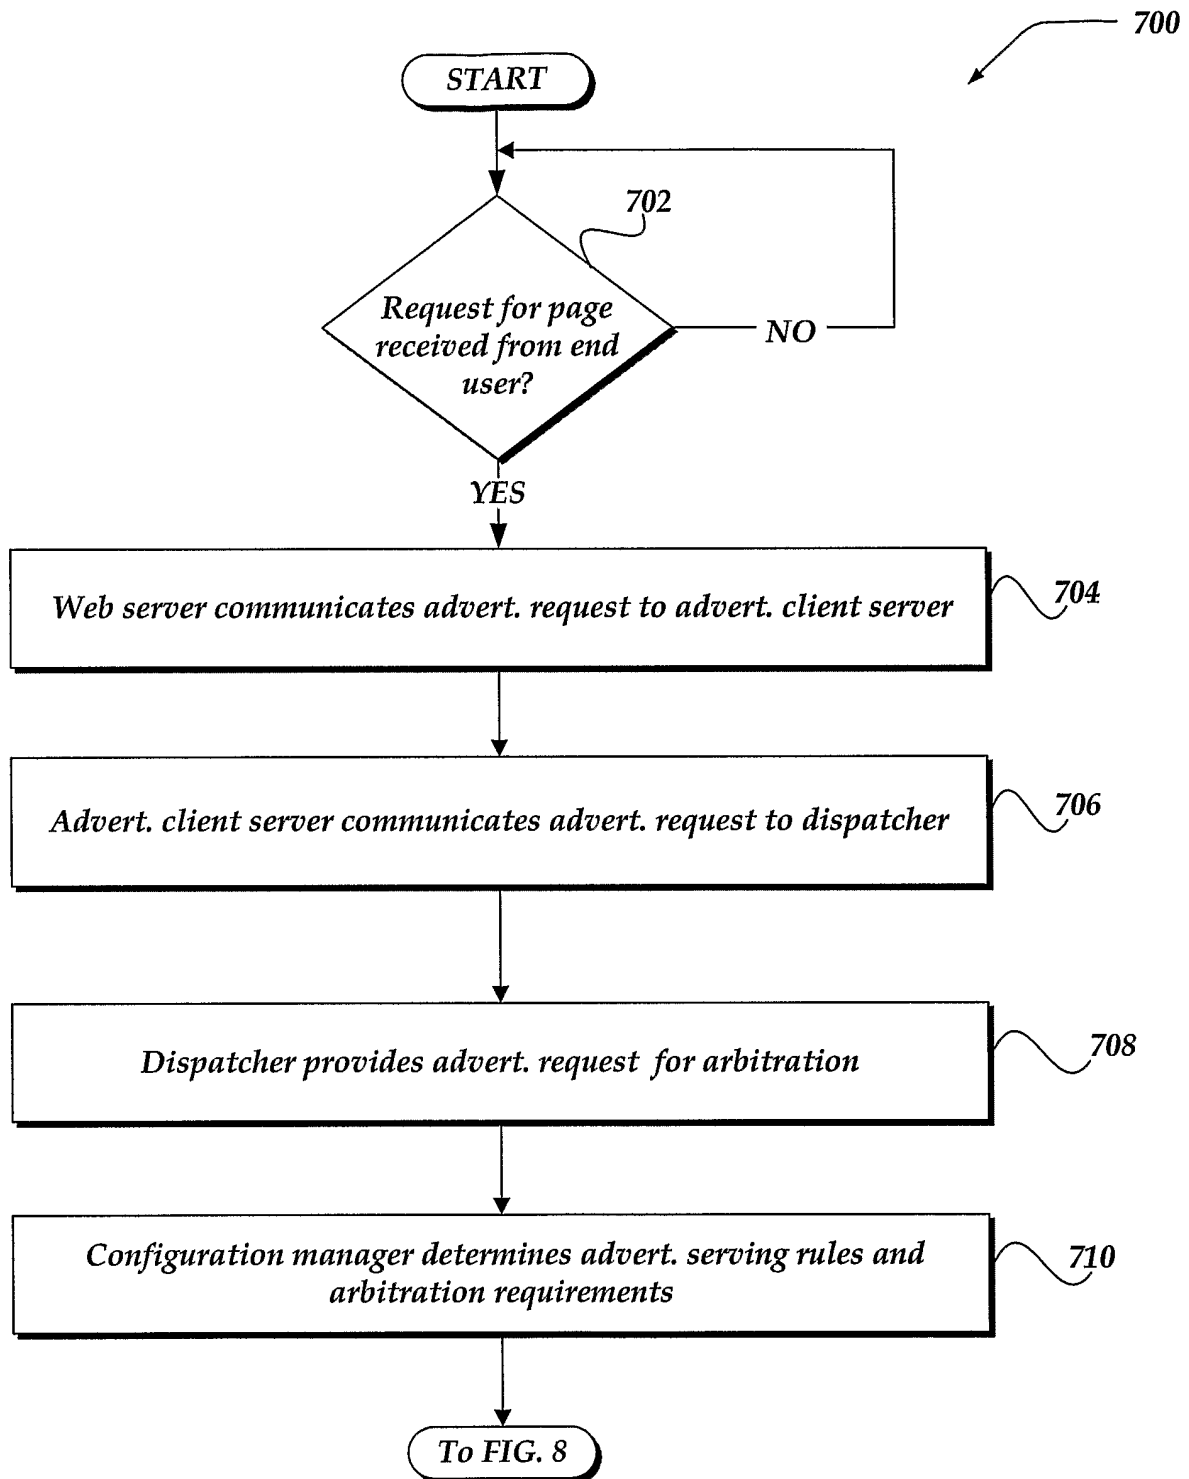 700
START
702
Request for page
received from end
user?
NO
YES
Web server communicates advert. request to advert. client server
704
Advert. client server communicates advert. request to dispatcher
706
Dispatcher provides advert. request for arbitration
708
Configuration manager determines advert. serving rules and
arbitration requirements
710
To FIG. 8